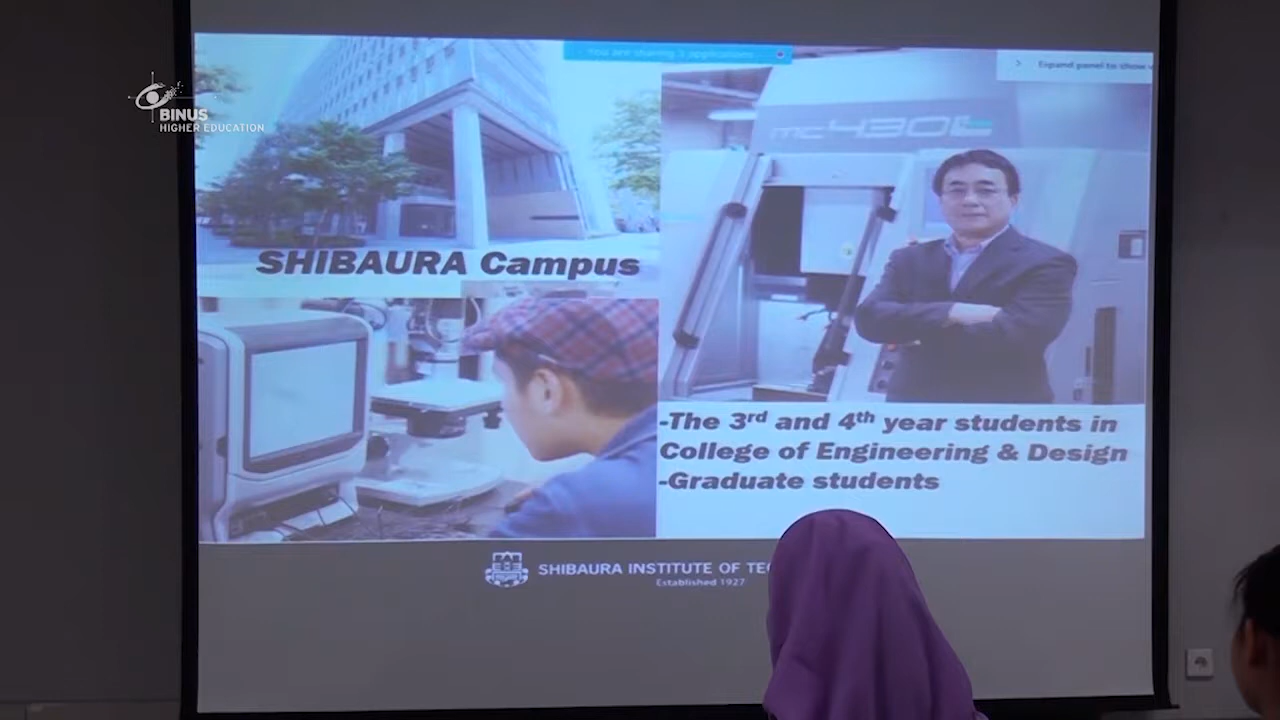 BINUS
HIGHER EDUCATION
You are sharing 3 applications
Expand panel to show
mc430L
SHIBAURA Campus
-The 3rd and 4th year students in
College of Engineering & Design
-Graduate students
SHIBAURA INSTITUTE OF
Established 1927